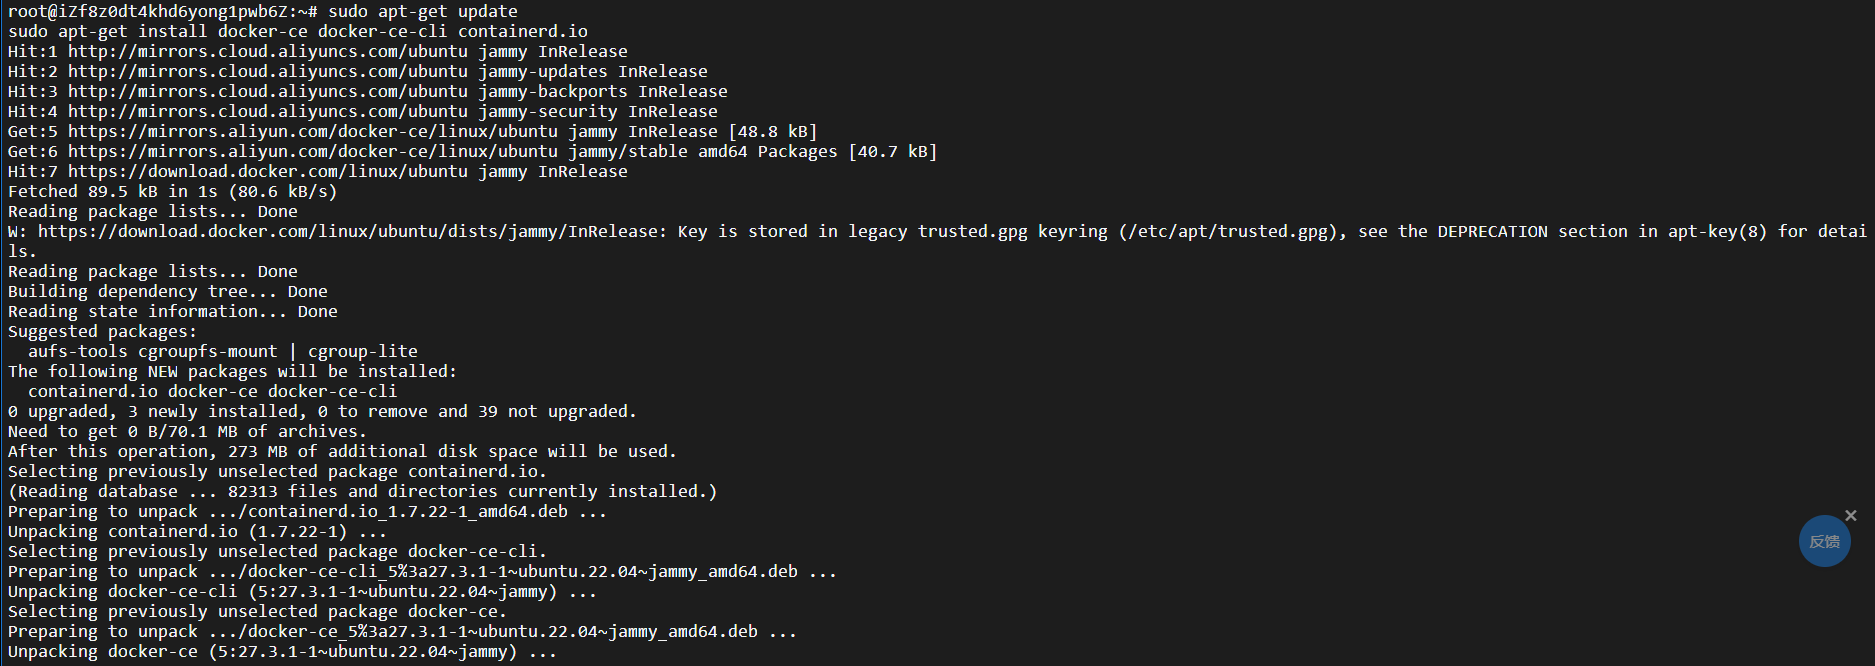 root@iZf8z0dt4khd6yong1pwb6Z:~# sudo apt-get update
sudo apt-get install docker-ce docker-ce-cli containerd.io
Hit:1 http://mirrors.cloud.aliyuncs.com/ubuntu jammy InRelease
Hit:2 http://mirrors.cloud.aliyuncs.com/ubuntu jammy-updates InRelease
Hit:3 http://mirrors.cloud.aliyuncs.com/ubuntu jammy-backports InRelease
Hit:4 http://mirrors.cloud.aliyuncs.com/ubuntu jammy-security InRelease
Get:5 https://mirrors.aliyun.com/docker-ce/linux/ubuntu jammy InRelease [48.8 kB]
Get:6 https://mirrors.aliyun.com/docker-ce/linux/ubuntu jammy/stable amd64 Packages [40.7 kB]
Hit:7 https://download.docker.com/linux/ubuntu jammy InRelease
Fetched 89.5 kB in 1s (80.6 kB/s)
Reading package lists... Done
W: https://download.docker.com/linux/ubuntu/dists/jammy/InRelease: Key is stored in legacy trusted.gpg keyring (/etc/apt/trusted.gpg), see the DEPRECATION section in apt-key(8) for detai
ls.
Reading package lists... Done
Building dependency tree... Done
Reading state information... Done
Suggested packages:
  aufs-tools cgroupfs-mount | cgroup-lite
The following NEW packages will be installed:
  containerd.io docker-ce docker-ce-cli
0 upgraded, 3 newly installed, 0 to remove and 39 not upgraded.
Need to get 0 B/70.1 MB of archives.
After this operation, 273 MB of additional disk space will be used.
Selecting previously unselected package containerd.io.
(Reading database ... 82313 files and directories currently installed.)
Preparing to unpack .../containerd.io_1.7.22-1_amd64.deb ...
Unpacking containerd.io (1.7.22-1) ...
Selecting previously unselected package docker-ce-cli.
Preparing to unpack .../docker-ce-cli_5%3a27.3.1-1~ubuntu.22.04~jammy_amd64.deb ...
Unpacking docker-ce-cli (5:27.3.1-1~ubuntu.22.04~jammy) ...
Selecting previously unselected package docker-ce.
Preparing to unpack .../docker-ce_5%3a27.3.1-1~ubuntu.22.04~jammy_amd64.deb ...
Unpacking docker-ce (5:27.3.1-1~ubuntu.22.04~jammy) ...
反馈